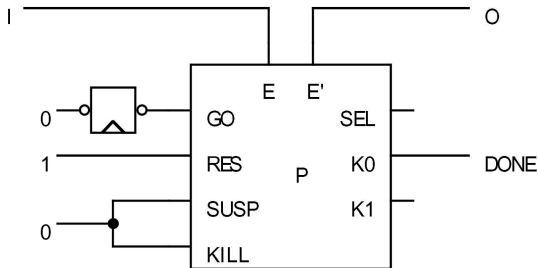 I O
E E'
0 GO SEL
1 RES P K0 DONE
0 SUSP K1
KILL